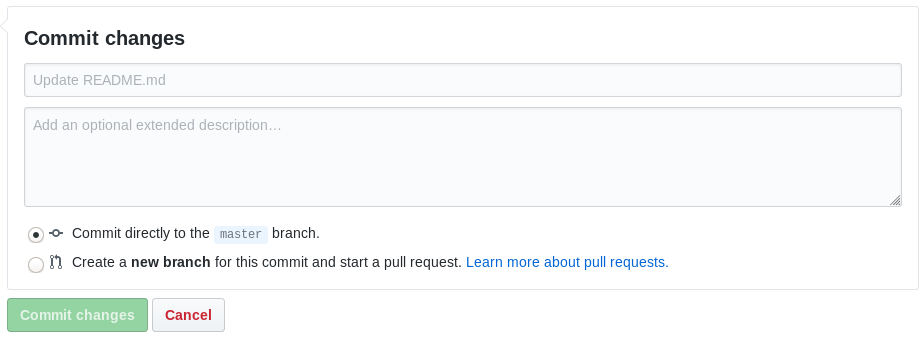 Commit changes
Update README.md
Add an optional extended description…
Commit directly to the master branch.
Create a new branch for this commit and start a pull request. Learn more about pull requests.
Commit changes Cancel